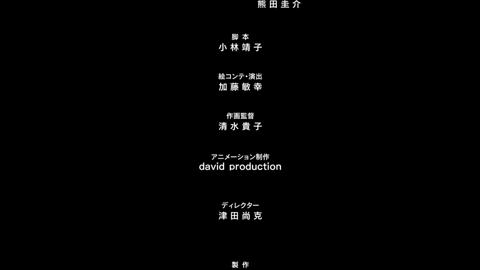 熊田圭介
脚本
小林靖子
絵コンテ・演出
加藤敏幸
作画監督
清水貴子
アニメーション制作
david production
ディレクター
津田尚克
製作